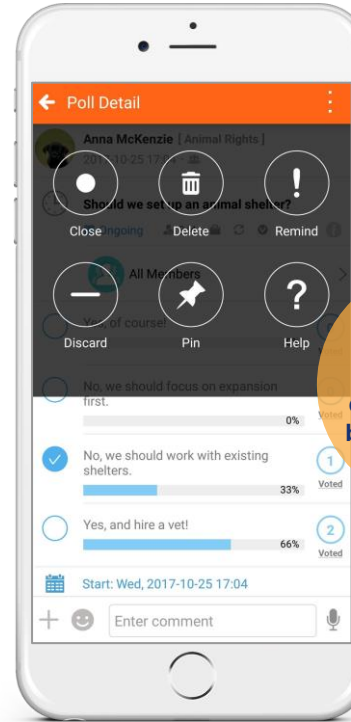 Poll Detail
Anna McKenzie [ Animal Rights ]
2017-10-25 17:04
Should we set up an animal shelter?
Close
Delete
Remind
Ongoing
All Members
Yes, of course!
Discard
Pin
Help
Voted
No, we should focus on expansion
first.
0%
Voted
No, we should work with existing
shelters.
1
33%
Voted
Yes, and hire a vet!
2
66%
Voted
Start: Wed, 2017-10-25 17:04
Enter comment